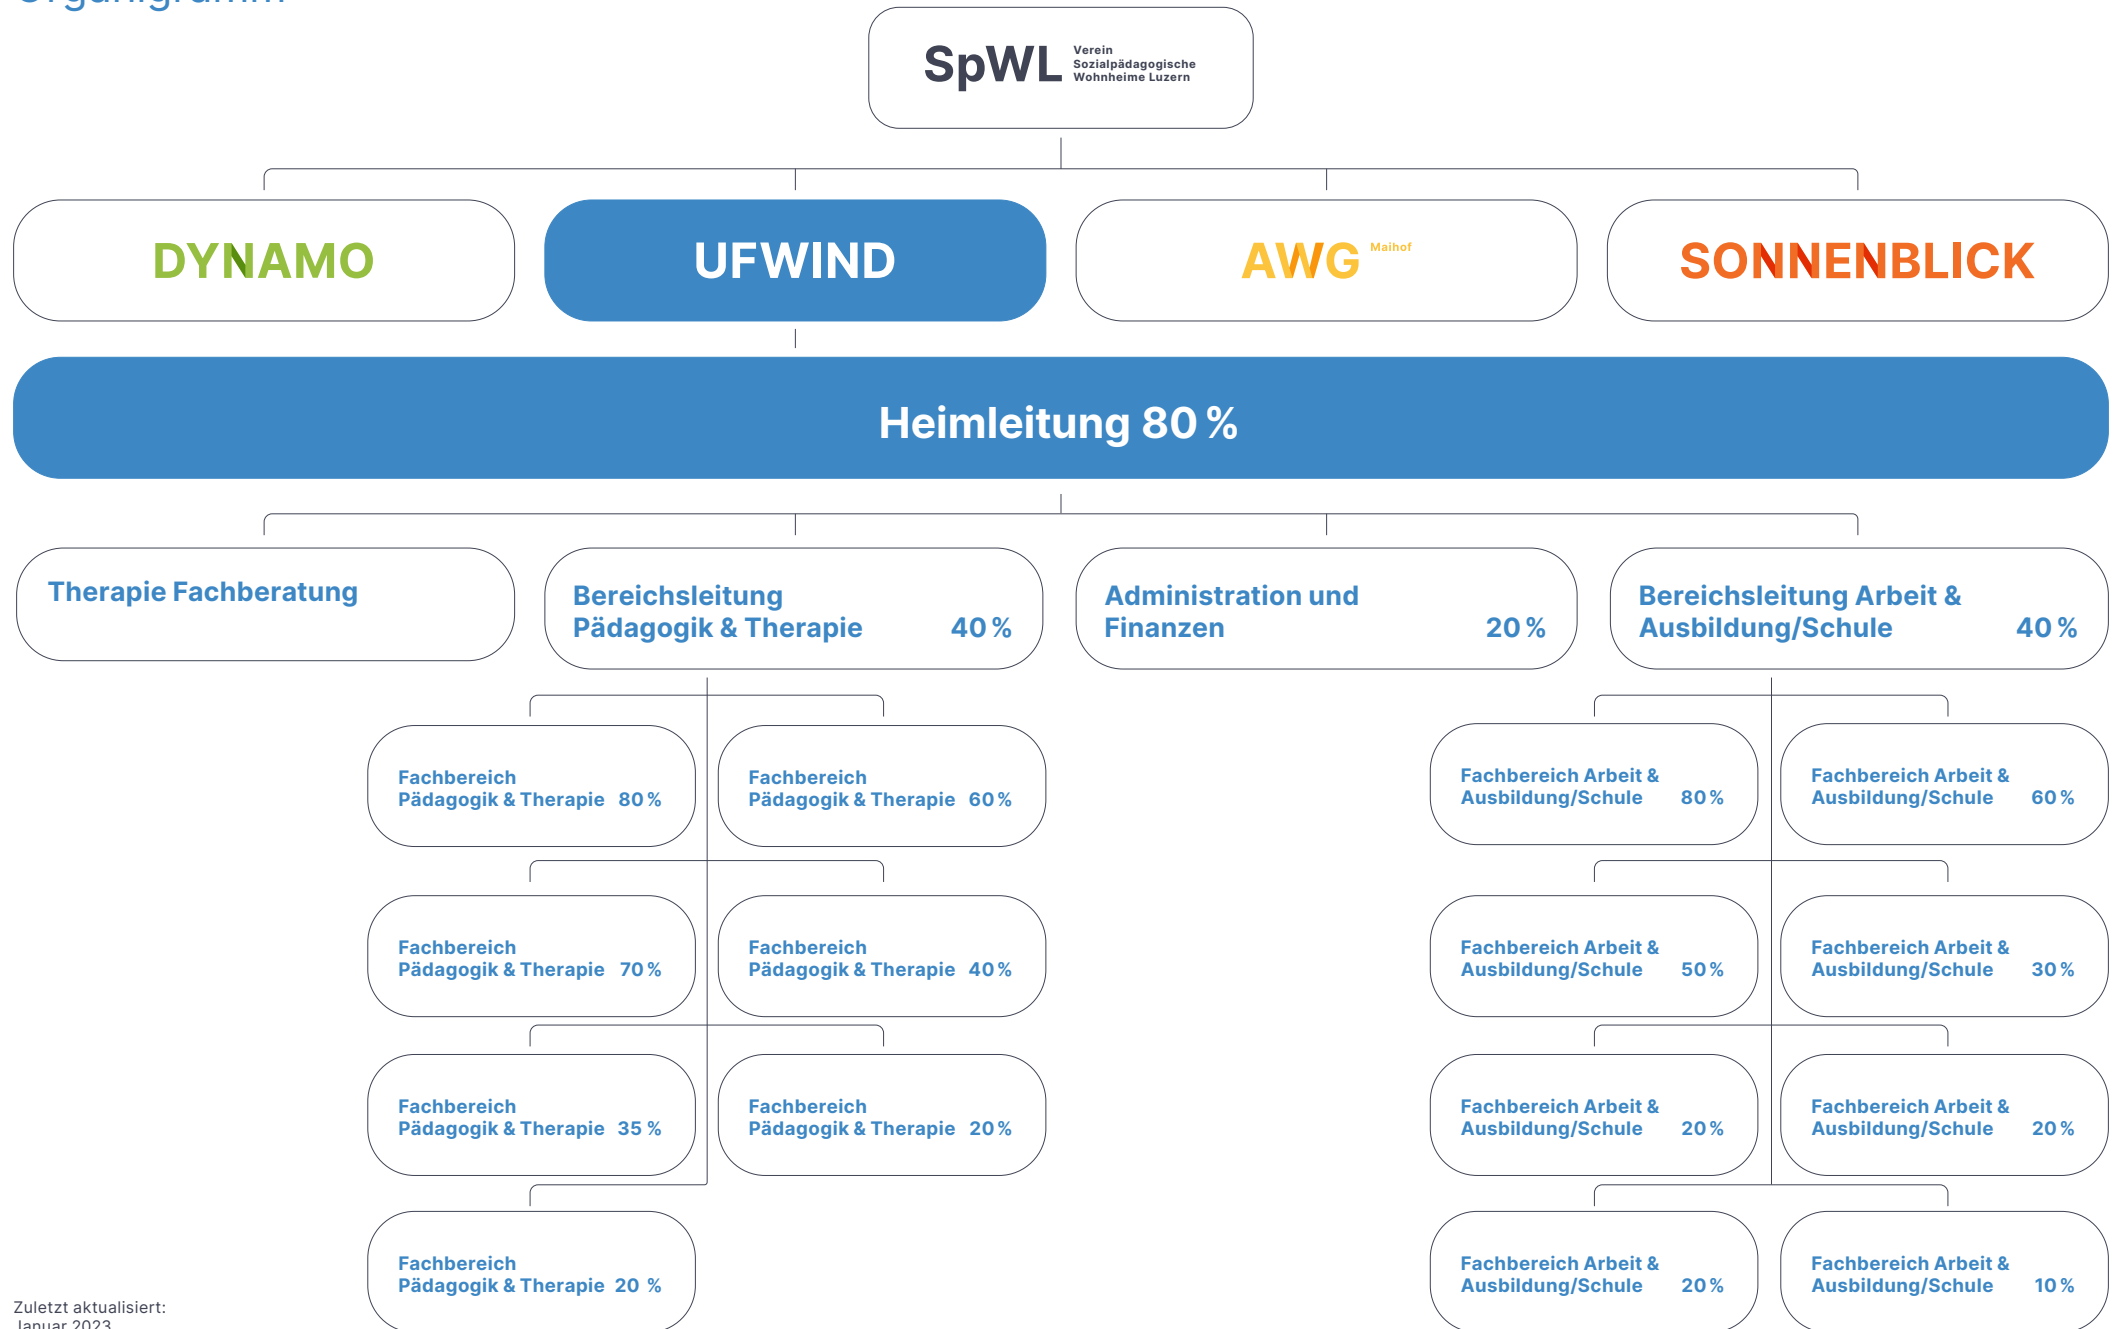 Organigramm
SpWL
Verein
Sozialpädagogische
Wohnheime Luzern
DYNAMO
UFWIND
AWG Maihof
SONNENBLICK
Heimleitung 80 %
Therapie Fachberatung
Bereichsleitung
Pädagogik & Therapie 40 %
Administration und
Finanzen 20 %
Bereichsleitung Arbeit &
Ausbildung/Schule 40 %
Fachbereich
Pädagogik & Therapie 80 %
Fachbereich
Pädagogik & Therapie 60 %
Fachbereich Arbeit &
Ausbildung/Schule 80 %
Fachbereich Arbeit &
Ausbildung/Schule 60 %
Fachbereich
Pädagogik & Therapie 70 %
Fachbereich
Pädagogik & Therapie 40 %
Fachbereich Arbeit &
Ausbildung/Schule 50 %
Fachbereich Arbeit &
Ausbildung/Schule 30 %
Fachbereich
Pädagogik & Therapie 35 %
Fachbereich
Pädagogik & Therapie 20 %
Fachbereich Arbeit &
Ausbildung/Schule 20 %
Fachbereich Arbeit &
Ausbildung/Schule 20 %
Fachbereich
Pädagogik & Therapie 20 %
Fachbereich Arbeit &
Ausbildung/Schule 20 %
Fachbereich Arbeit &
Ausbildung/Schule 10 %
Zuletzt aktualisiert:
Januar 2023